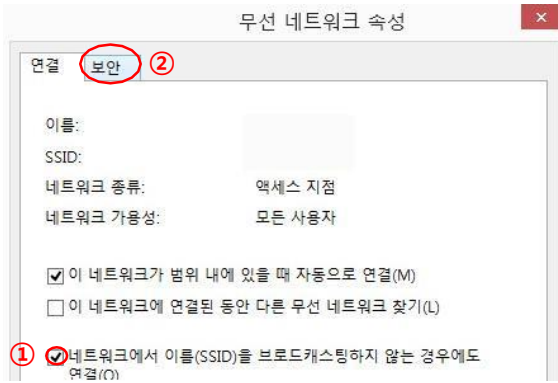 무선 네트워크 속성
연결 보안 ②
이름:
SSID:
네트워크 종류: 액세스 지점
네트워크 가용성: 모든 사용자
이 네트워크가 범위 내에 있을 때 자동으로 연결(M)
이 네트워크에 연결된 동안 다른 무선 네트워크 찾기(L)
① 네트워크에서 이름(SSID)을 브로드캐스팅하지 않는 경우에도
연결(O)